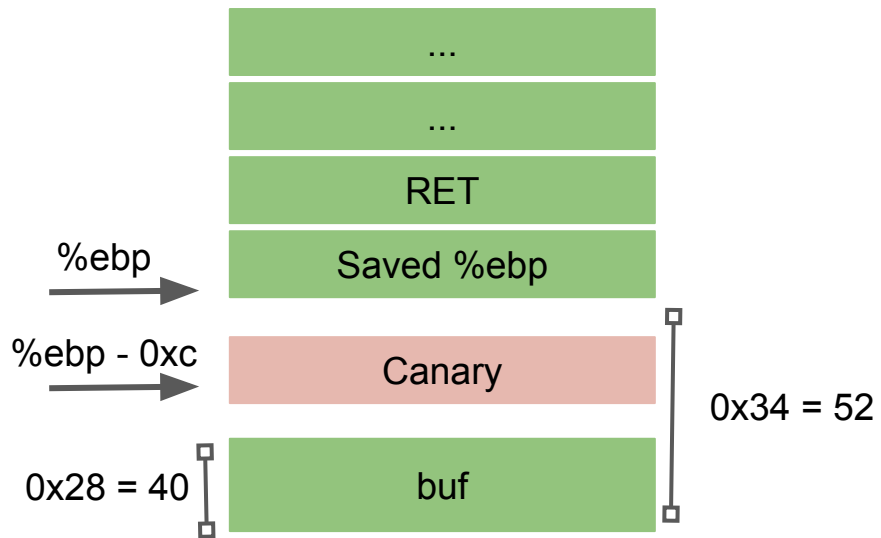 ...
...
RET
%ebp
Saved %ebp
%ebp - 0xc
Canary
0x34 = 52
0x28 = 40
buf